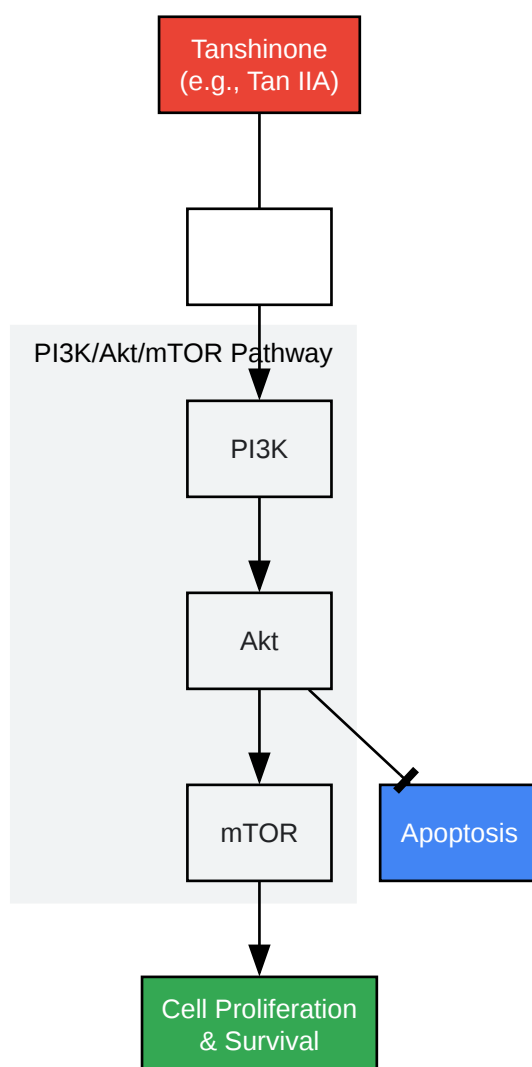 Tanshinone
(e.g., Tan IIA)
PI3K/Akt/mTOR Pathway
PI3K
Akt
mTOR
Apoptosis
Cell Proliferation
& Survival